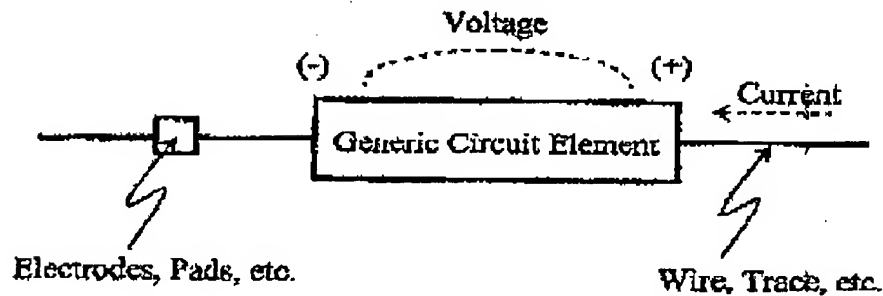 Voltage
(-)
(+)
Current
Generic Circuit Element
Electrodes, Pads, etc.
Wire, Trace, etc.